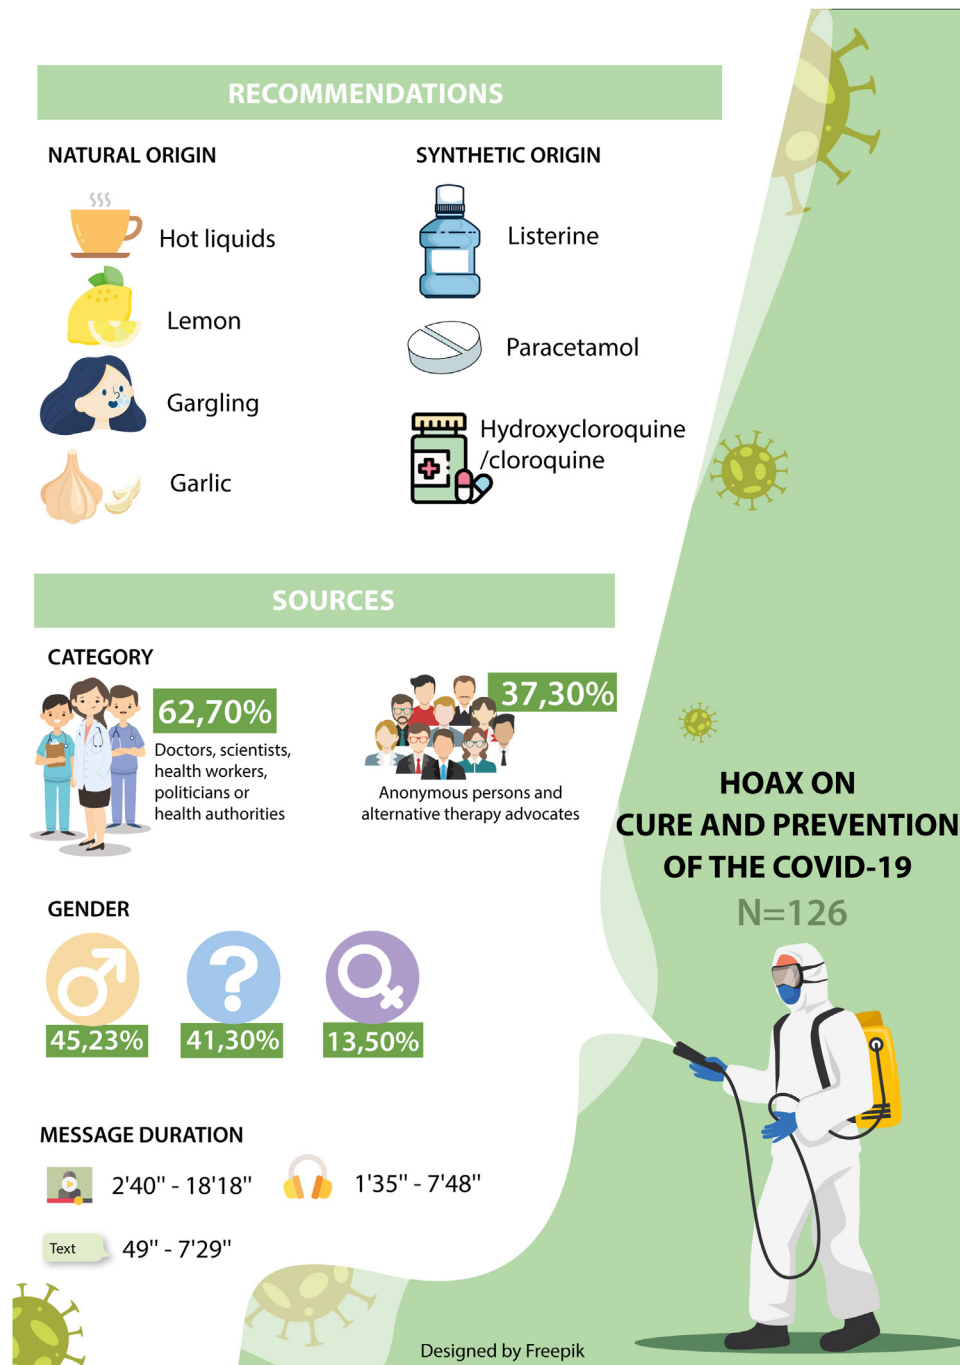 RECOMMENDATIONS
NATURAL ORIGIN
Hot liquids
Lemon
Gargling
Garlic
SYNTHETIC ORIGIN
Listerine
Paracetamol
Hydroxycloroquine
/cloroquine
SOURCES
CATEGORY
62,70%
Doctors, scientists,
health workers,
politicians or
health authorities
37,30%
Anonymous persons and
alternative therapy advocates
GENDER
45,23%
?
41,30%
13,50%
MESSAGE DURATION
2'40" - 18'18"
1'35" - 7'48"
Text
49" - 7'29"
HOAX ON
CURE AND PREVENTION
OF THE COVID-19
N=126
Designed by Freepik